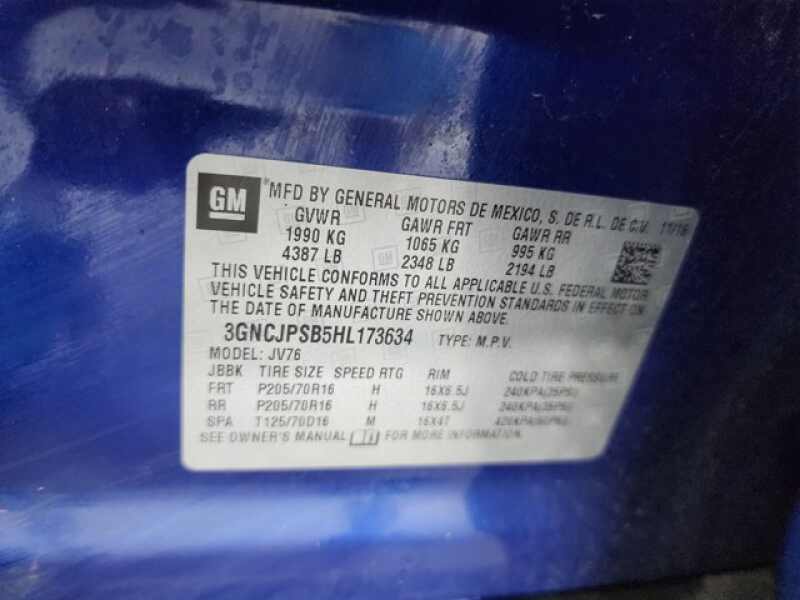 GM
®MFD BY GENERAL MOTORS DE MEXICO, S. DE R.L. DE C.V. 11/16
GVWR GAWR FRT GAWR RR
1990 KG 1065 KG 995 KG
4387 LB 2348 LB 2194 LB
THIS VEHICLE CONFORMS TO ALL APPLICABLE U.S. FEDERAL MOTOR
VEHICLE SAFETY AND THEFT PREVENTION STANDARDS IN EFFECT ON
THE DATE OF MANUFACTURE SHOWN ABOVE.
3GNCJPSB5HL173634 TYPE: M.P.V.
MODEL: JV76
JBBK TIRE SIZE SPEED RTG RIM COLD TIRE PRESSURE
FRT P205/70R16 H 16X6.5J 240KPA(35PSI)
RR P205/70R16 H 16X6.5J 240KPA(35PSI)
SPA T125/70D16 M 16X4T 420KPA(60PSI)
SEE OWNER'S MANUAL FOR MORE INFORMATION